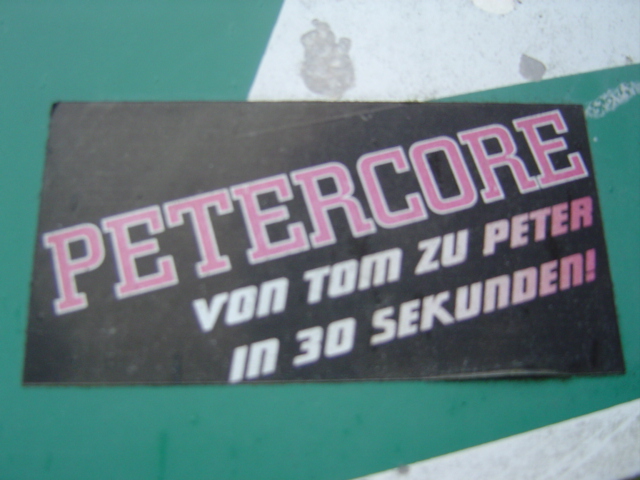 PETERCORE
VON TOM ZU PETER
IN 30 SEKUNDEN!